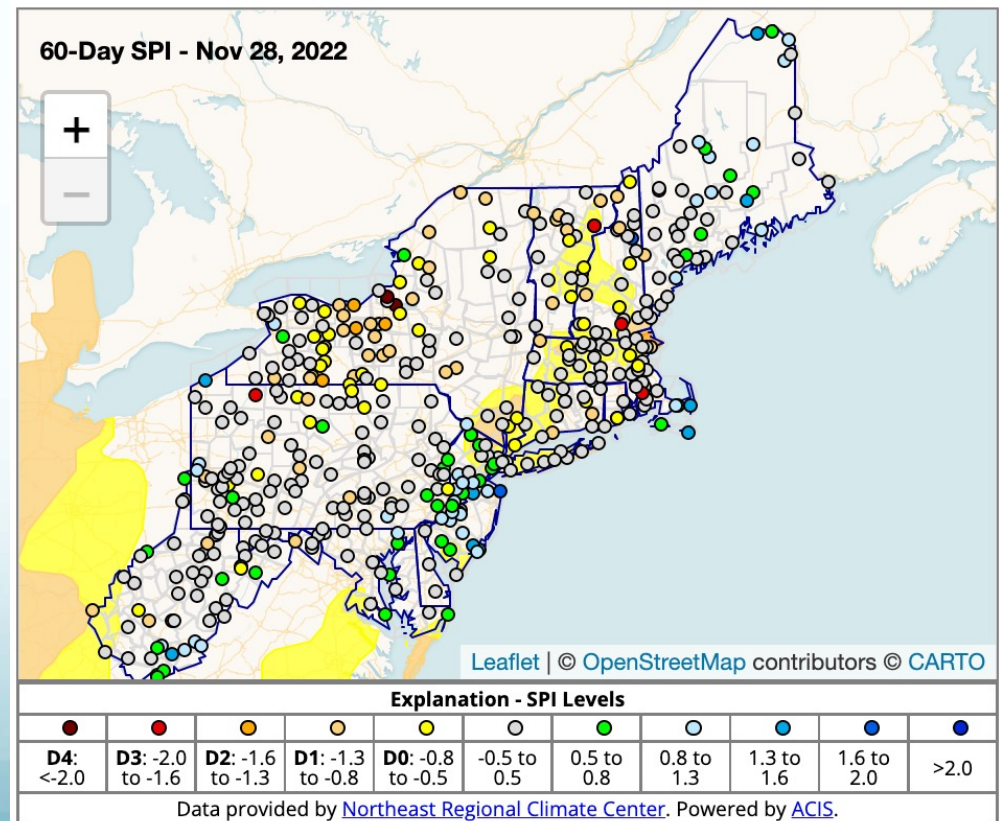 60-Day SPI - Nov 28, 2022
+
−
Leaflet | © OpenStreetMap contributors © CARTO
Explanation - SPI Levels
D4: <-2.0
D3: -2.0 to -1.6
D2: -1.6 to -1.3
D1: -1.3 to -0.8
D0: -0.8 to -0.5
-0.5 to 0.5
0.5 to 0.8
0.8 to 1.3
1.3 to 1.6
1.6 to 2.0
>2.0
Data provided by Northeast Regional Climate Center. Powered by ACIS.